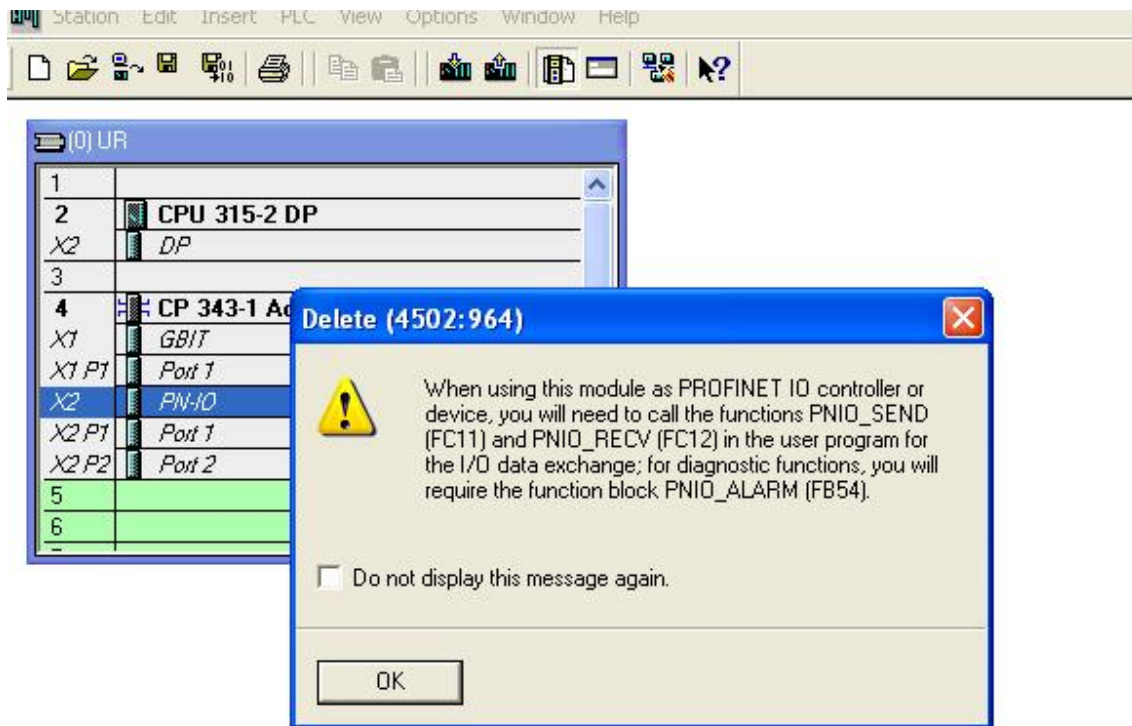 Station Edit Insert PLC View Options Window Help
(0) UR
1
2 CPU 315-2 DP
X2 DP
3
4 CP 343-1 Ad
X1 GBIT
X1 P1 Port 1
X2 PN-IO
X2 P1 Port 1
X2 P2 Port 2
5
6
Delete (4502:964)
When using this module as PROFINET IO controller or
device, you will need to call the functions PNIO_SEND
(FC11) and PNIO_RECV (FC12) in the user program for
the I/O data exchange; for diagnostic functions, you will
require the function block PNIO_ALARM (FB54).
Do not display this message again.
OK